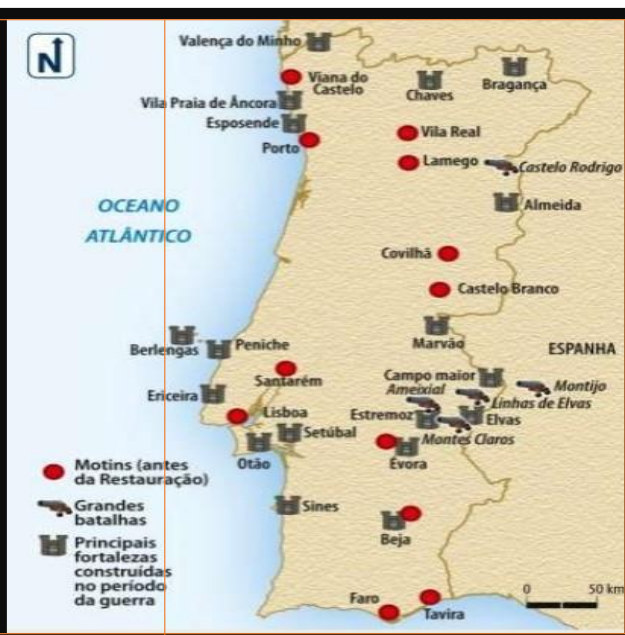 N
Valença do Minho
Viana do
Castelo
Chaves
Bragança
Vila Praia de Âncora
Esposende
Porto
Vila Real
Lamego
Castelo Rodrigo
OCEANO
ATLÂNTICO
Almeida
Covilhã
Castelo Branco
Berlengas
Peniche
Marvão
ESPANHA
Santarém
Campo maior
Ameixial
Montijo
Linhas de Elvas
Ericeira
Lisboa
Estremoz
Elvas
Setúbal
Montes Claros
Otão
Évora
Motins (antes
da Restauração)
Grandes
batalhas
Sines
Beja
Principais
fortalezas
construídas
no período
da guerra
Faro
Tavira
0 50 km